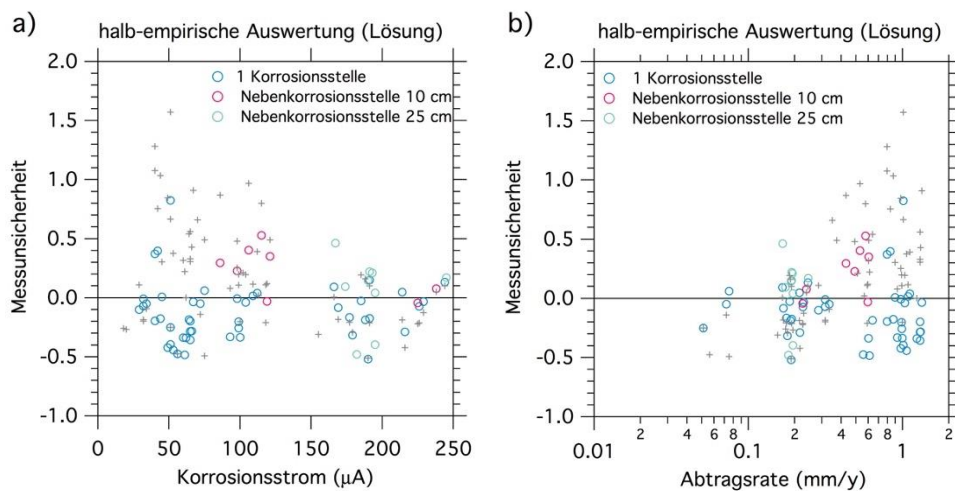 a)
halb-empirische Auswertung (Lösung)
2.0
1.5
1.0
0.5
0.0
-0.5
-1.0
Messunsicherheit
1 Korrosionsstelle
Nebenkorrosionsstelle 10 cm
Nebenkorrosionsstelle 25 cm
0 50 100 150 200 250
Korrosionsstrom (µA)
b)
halb-empirische Auswertung (Lösung)
2.0
1.5
1.0
0.5
0.0
-0.5
-1.0
Messunsicherheit
1 Korrosionsstelle
Nebenkorrosionsstelle 10 cm
Nebenkorrosionsstelle 25 cm
2 4 6 8 2 4 6 8 2
0.01 0.1 1
Abtragsrate (mm/y)